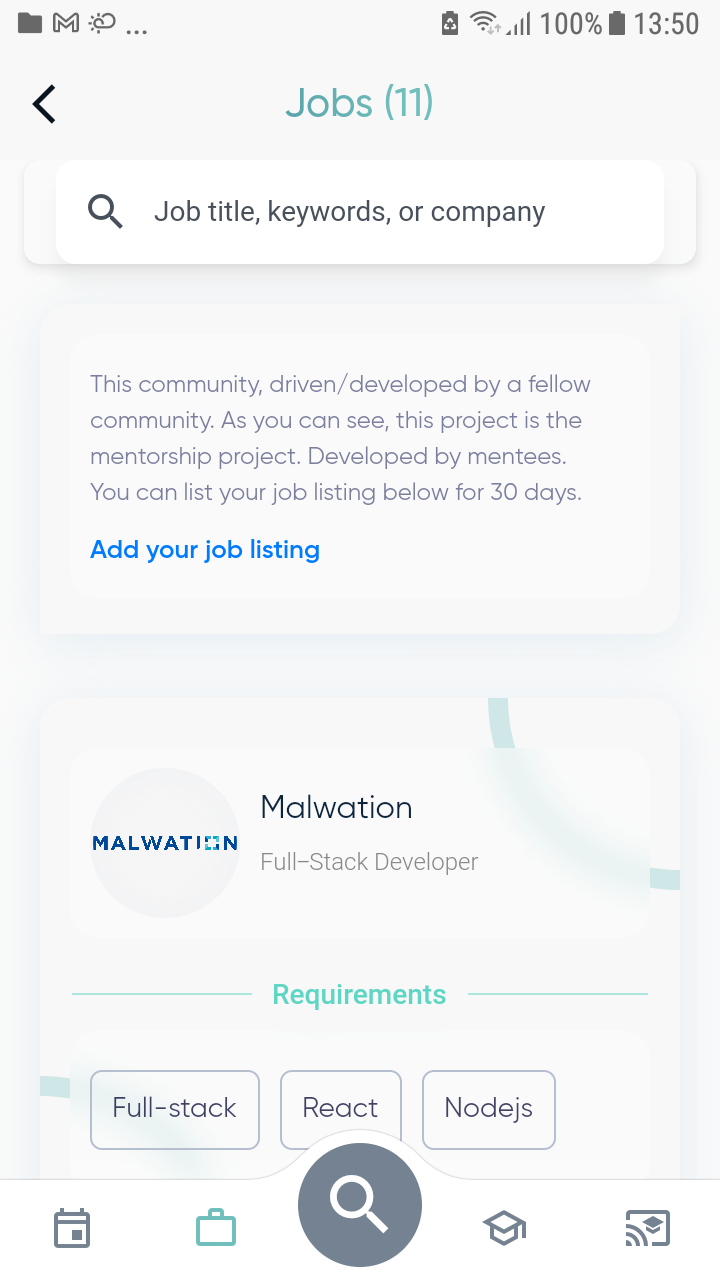 ... 100% 13:50
Jobs (11)
Job title, keywords, or company
This community, driven/developed by a fellow
community. As you can see, this project is the
mentorship project. Developed by mentees.
You can list your job listing below for 30 days.
Add your job listing
MALWATION
Malwation
Full–Stack Developer
Requirements
Full-stack React Nodejs